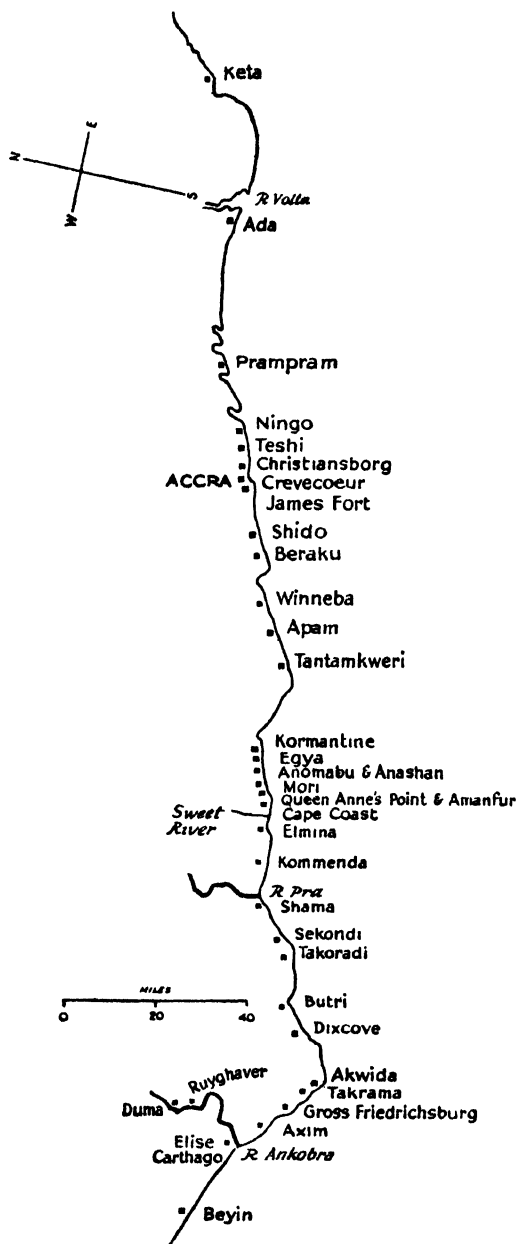 Keta
N
E
S
W
R Volta
Ada
Prampram
Ningo
Teshi
Christiansborg
ACCRA
Crevecoeur
James Fort
Shido
Beraku
Winneba
Apam
Tantamkweri
Kormantine
Egya
Anomabu & Anashan
Mori
Queen Anne's Point & Amanfur
Sweet
River
Cape Coast
Elmina
Kommenda
R Pra
Shama
Sekondi
Takoradi
MILES
0 20 40
Butri
Dixcove
Akwida
Takrama
Ruyghaver
Duma
Gross Friedrichsburg
Axim
Elise
Carthago
R Ankobra
Beyin